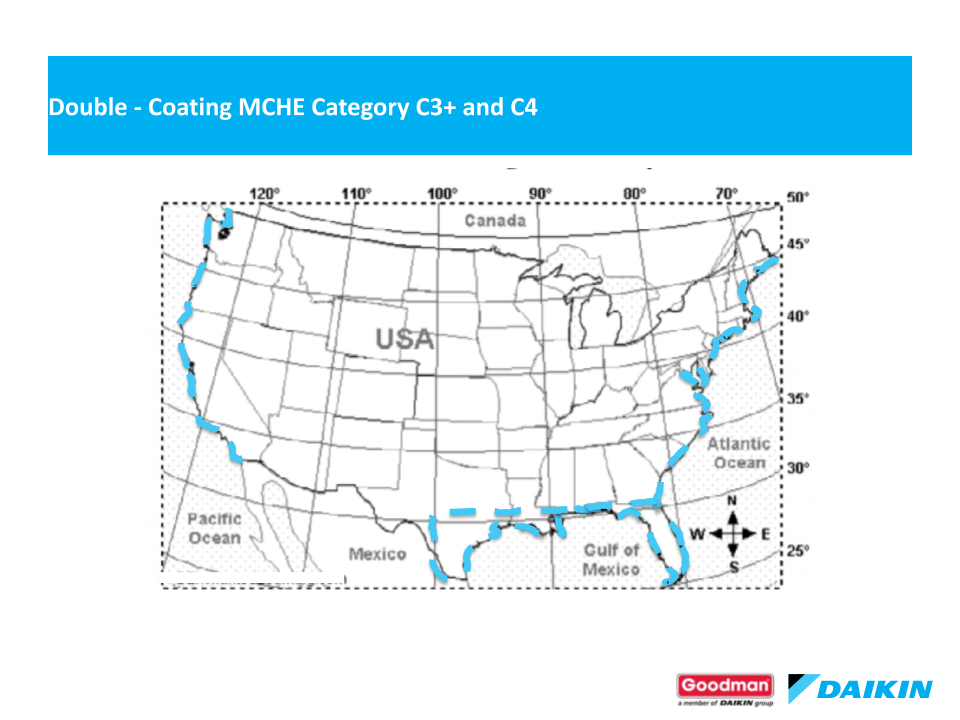 Double - Coating MCHE Category C3+ and C4
120° 110° 100° 90° 80° 70° 50°
Canada
45°
40°
USA
35°
Atlantic
Ocean
30°
N
Pacific
Ocean
W E
Mexico
Gulf of
Mexico
25°
S
Goodman
a member of DAIKIN group
DAIKIN